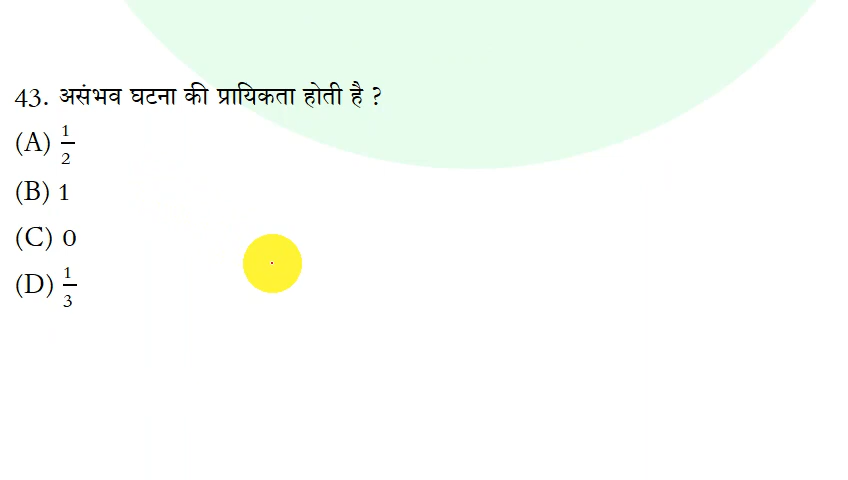 43. असंभव घटना की प्रायिकता होती है ?
(A) 1/2
(B) 1
(C) 0
(D) 1/3